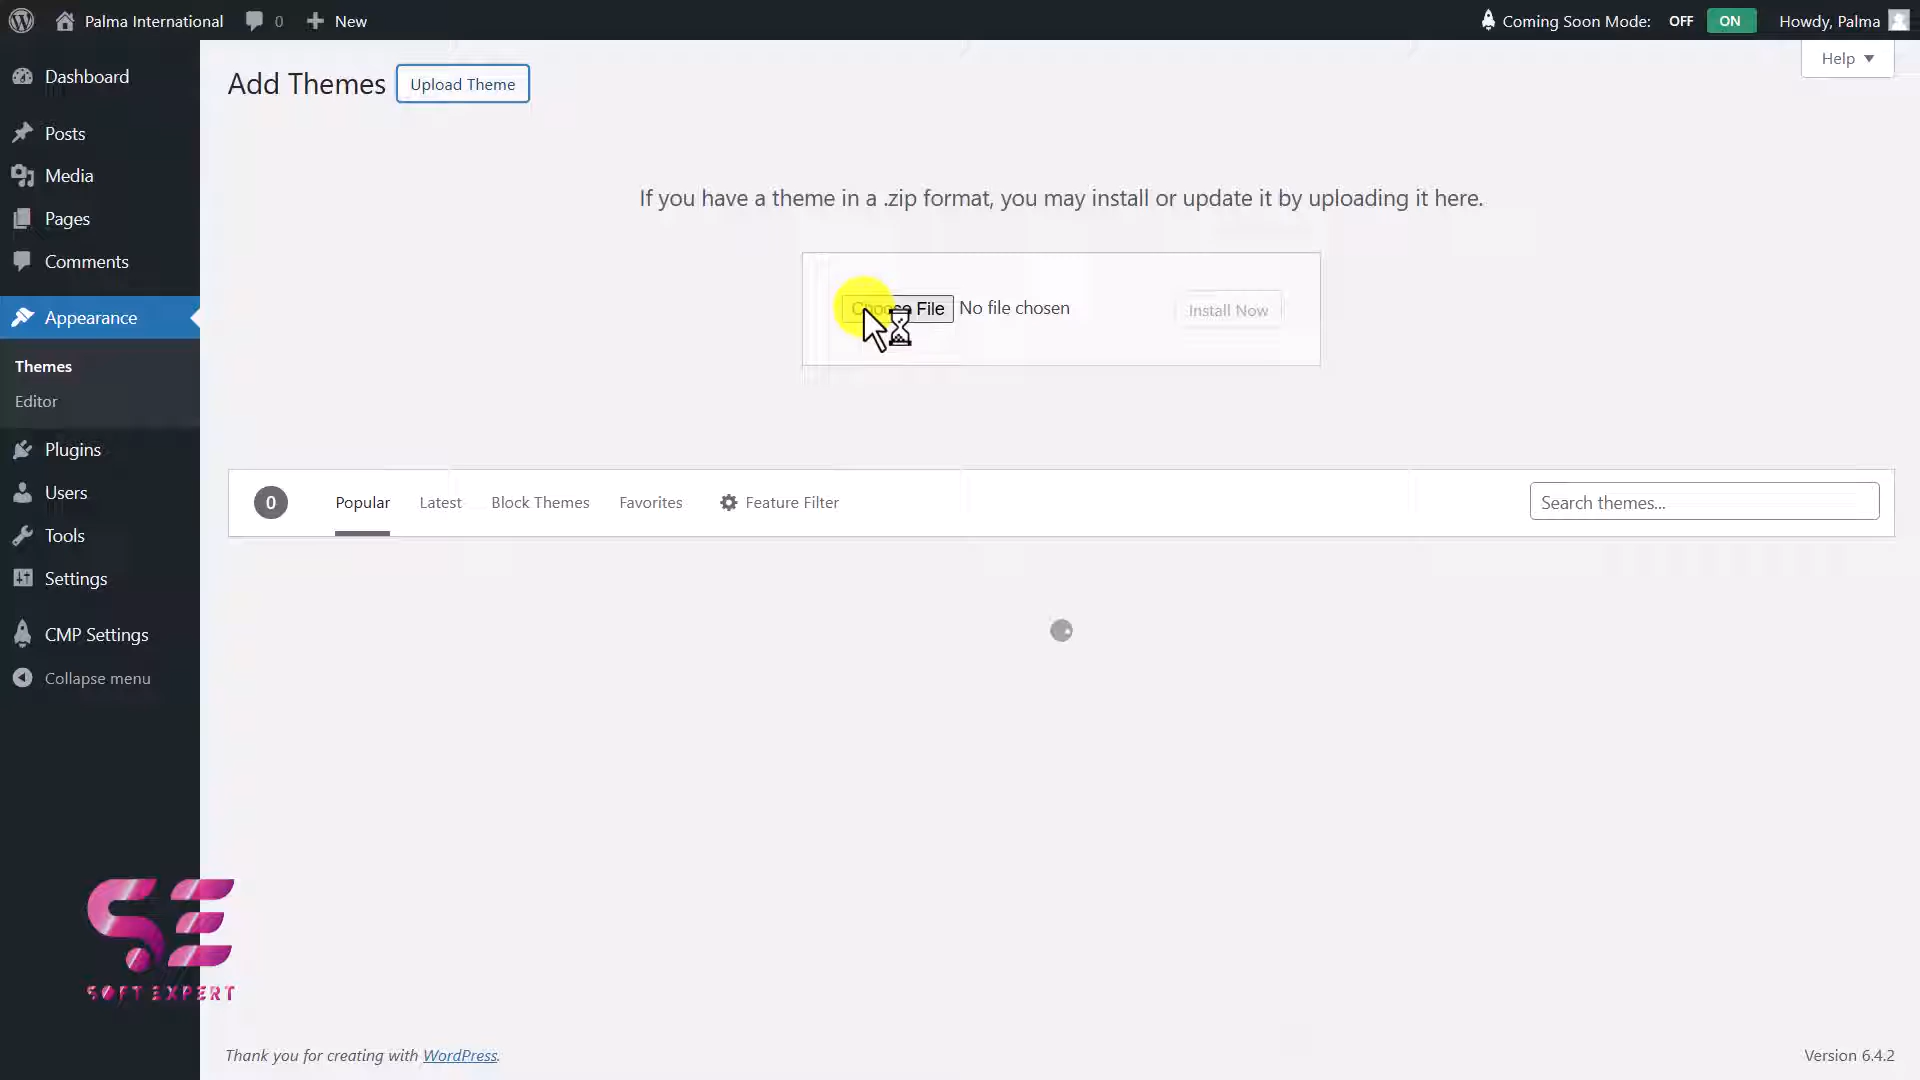 Palma International
0
New
Coming Soon Mode: OFF ON
Howdy, Palma
Dashboard
Posts
Media
Pages
Comments
Appearance
Themes
Editor
Plugins
Users
Tools
Settings
CMP Settings
Collapse menu
Add Themes
Upload Theme
Help
If you have a theme in a .zip format, you may install or update it by uploading it here.
Choose File No file chosen
Install Now
0
Popular
Latest
Block Themes
Favorites
Feature Filter
Search themes...
SE
SOFT EXPERT
Thank you for creating with WordPress.
Version 6.4.2